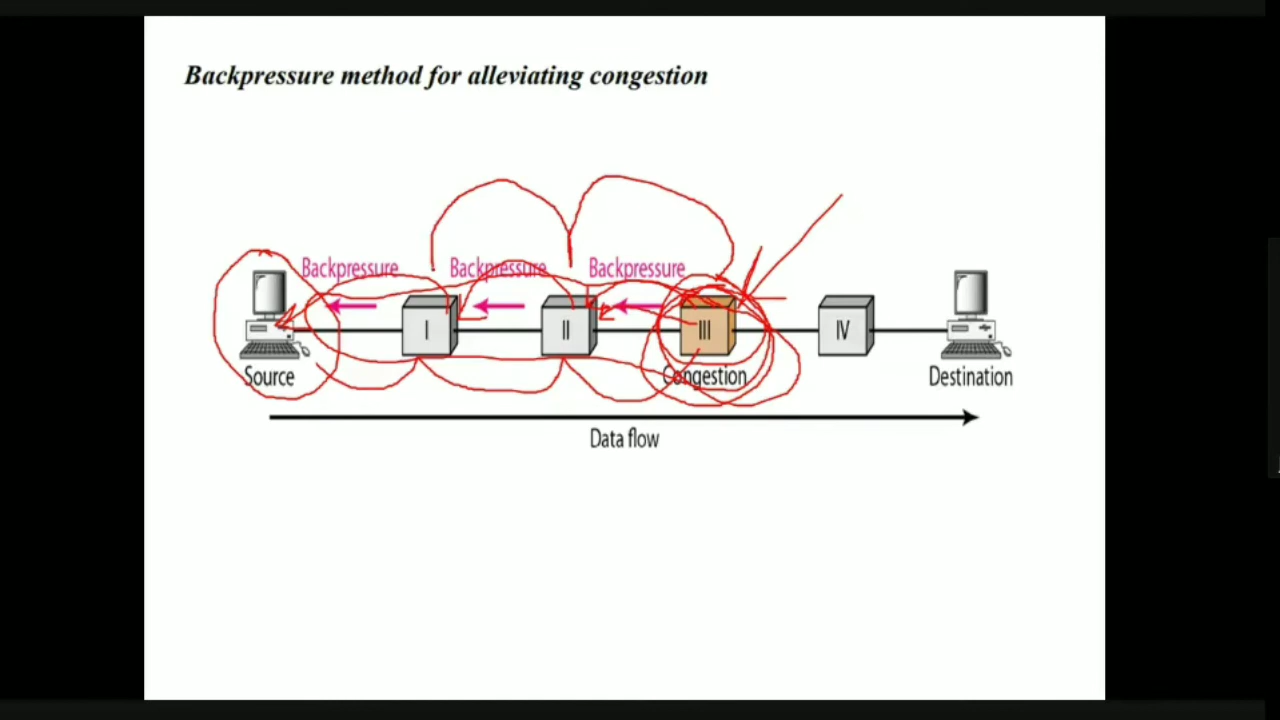 Backpressure method for alleviating congestion
Backpressure Backpressure Backpressure
I II III IV
Source Congestion Destination
Data flow